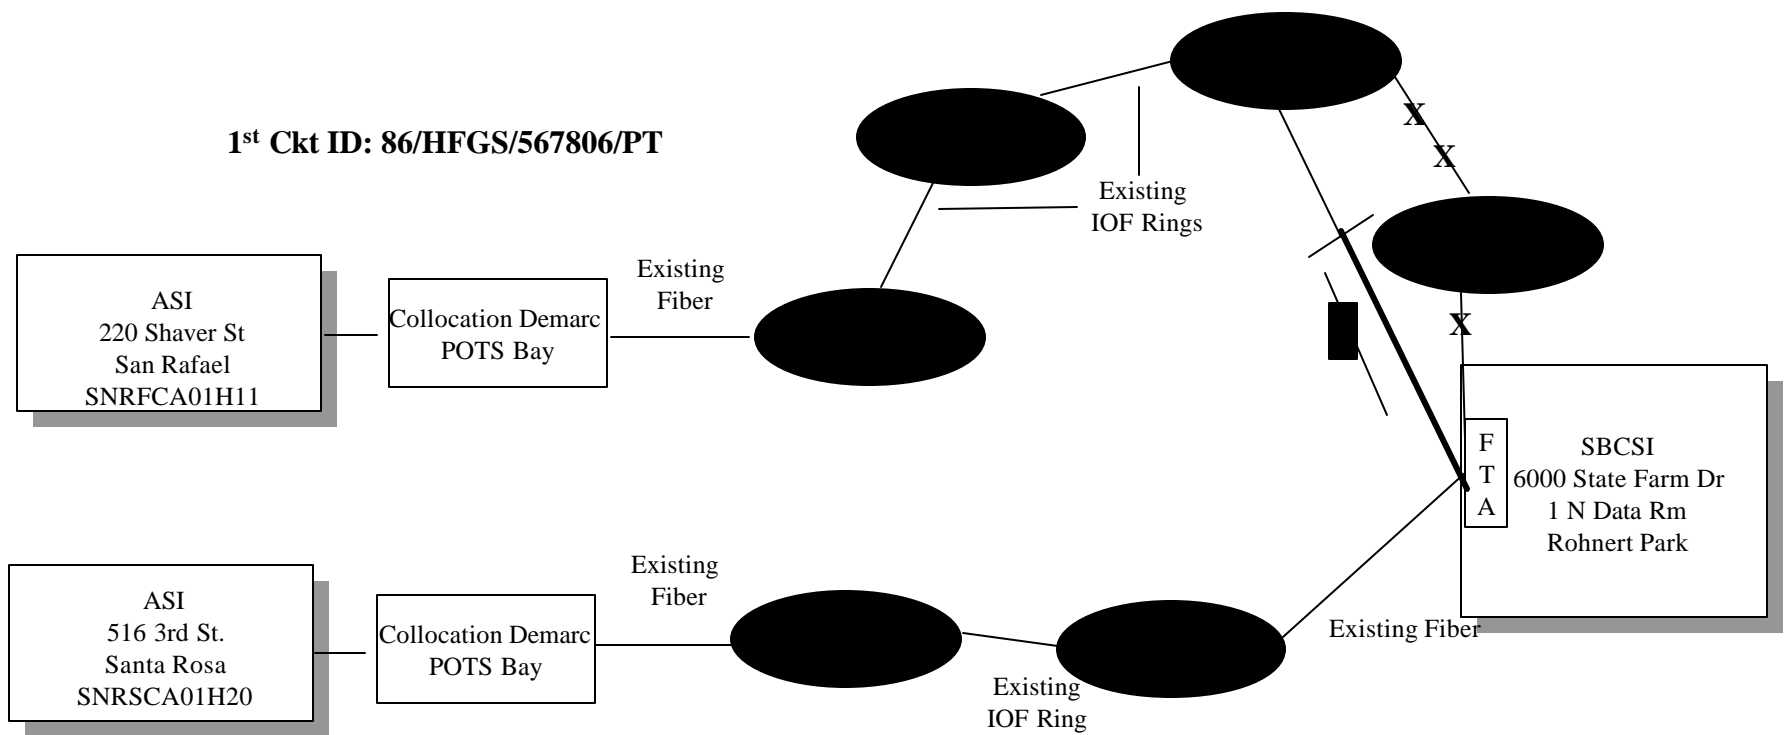 1st Ckt ID: 86/HFGS/567806/PT
X
X
Existing
IOF Rings
ASI
220 Shaver St
San Rafael
SNRFCA01H11
Collocation Demarc
POTS Bay
Existing
Fiber
X
F
T
A
SBCSI
6000 State Farm Dr
1 N Data Rm
Rohnert Park
ASI
516 3rd St.
Santa Rosa
SNRSCA01H20
Collocation Demarc
POTS Bay
Existing
Fiber
Existing
IOF Ring
Existing Fiber